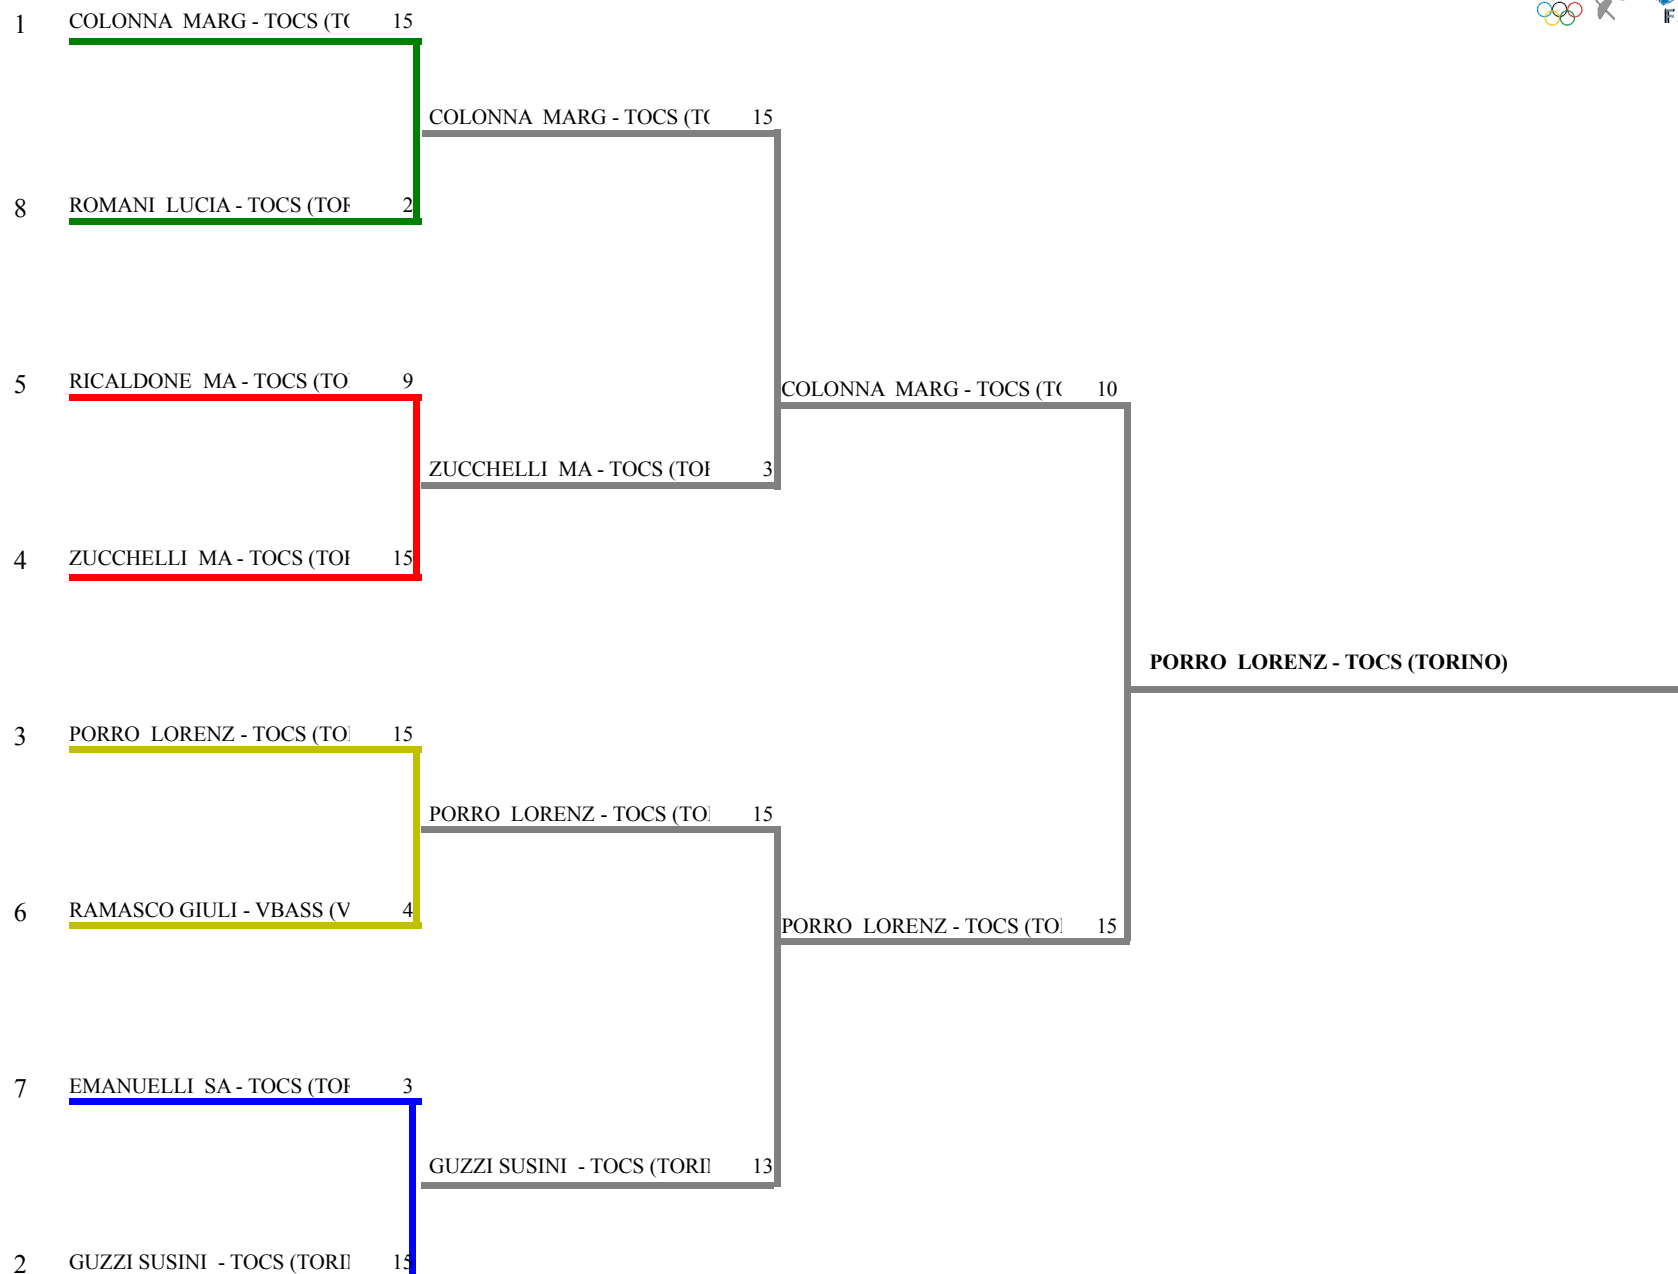 1 COLONNA MARG - TOCS (TO 15
COLONNA MARG - TOCS (TO 15
8 ROMANI LUCIA - TOCS (TOR 2
5 RICALDONE MA - TOCS (TO 9
COLONNA MARG - TOCS (TO 10
ZUCCHELLI MA - TOCS (TOR 3
4 ZUCCHELLI MA - TOCS (TOR 15
PORRO LORENZ - TOCS (TORINO)
3 PORRO LORENZ - TOCS (TO 15
PORRO LORENZ - TOCS (TO 15
6 RAMASCO GIULI - VBASS (V 4
PORRO LORENZ - TOCS (TO 15
7 EMANUELLI SA - TOCS (TOR 3
GUZZI SUSINI - TOCS (TORI 13
2 GUZZI SUSINI - TOCS (TORI 15